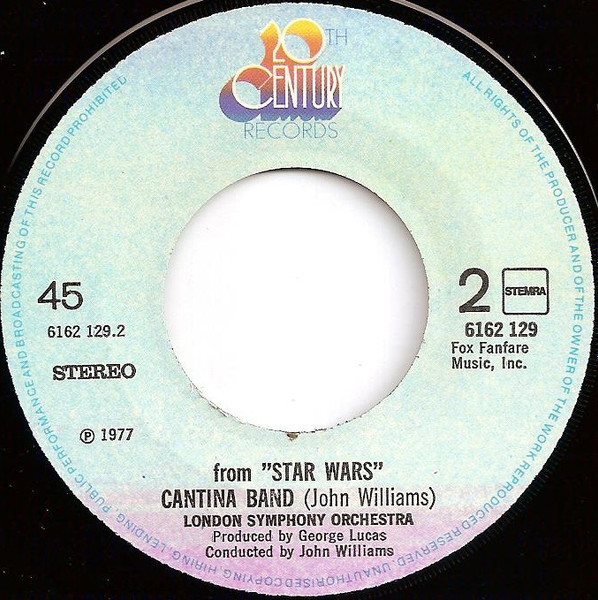 20TH
CENTURY
RECORDS
ALL RIGHTS OF THE PRODUCER AND OF THE OWNER OF THE WORK REPRODUCED RESERVED. UNAUTHORISED COPYING, HIRING, LENDING, PUBLIC PERFORMANCE AND BROADCASTING OF THIS RECORD PROHIBITED
45
6162 129.2
STEREO
℗ 1977
2
STEMRA
6162 129
Fox Fanfare
Music, Inc.
from "STAR WARS"
CANTINA BAND (John Williams)
LONDON SYMPHONY ORCHESTRA
Produced by George Lucas
Conducted by John Williams